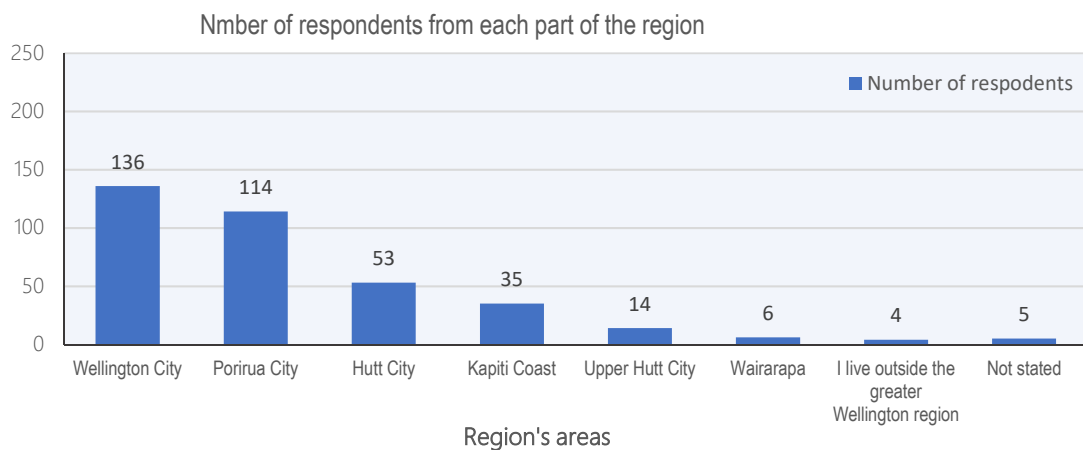 Nmber of respondents from each part of the region
250
Number of respodents
200
150
136
114
100
53
50
35
14
6
4
5
0
Wellington City
Porirua City
Hutt City
Kapiti Coast
Upper Hutt City
Wairarapa
I live outside the
greater
Wellington region
Not stated
Region's areas